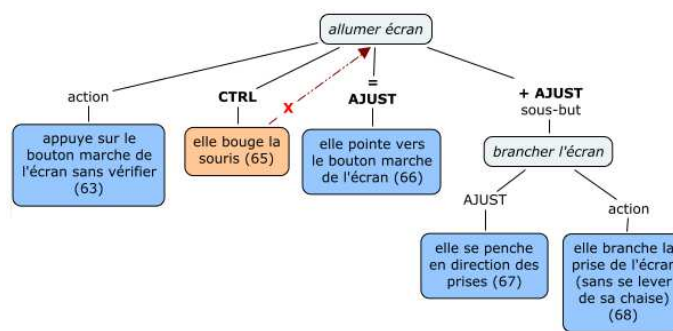 allumer écran
action
appuye sur le
bouton marche de
l'écran sans vérifier
(63)
CTRL
elle bouge la
souris (65)
X
=
AJUST
elle pointe vers
le bouton marche
de l'écran (66)
+ AJUST
sous-but
brancher l'écran
AJUST
elle se penche
en direction des
prises (67)
action
elle branche la
prise de l'écran
(sans se lever
de sa chaise)
(68)